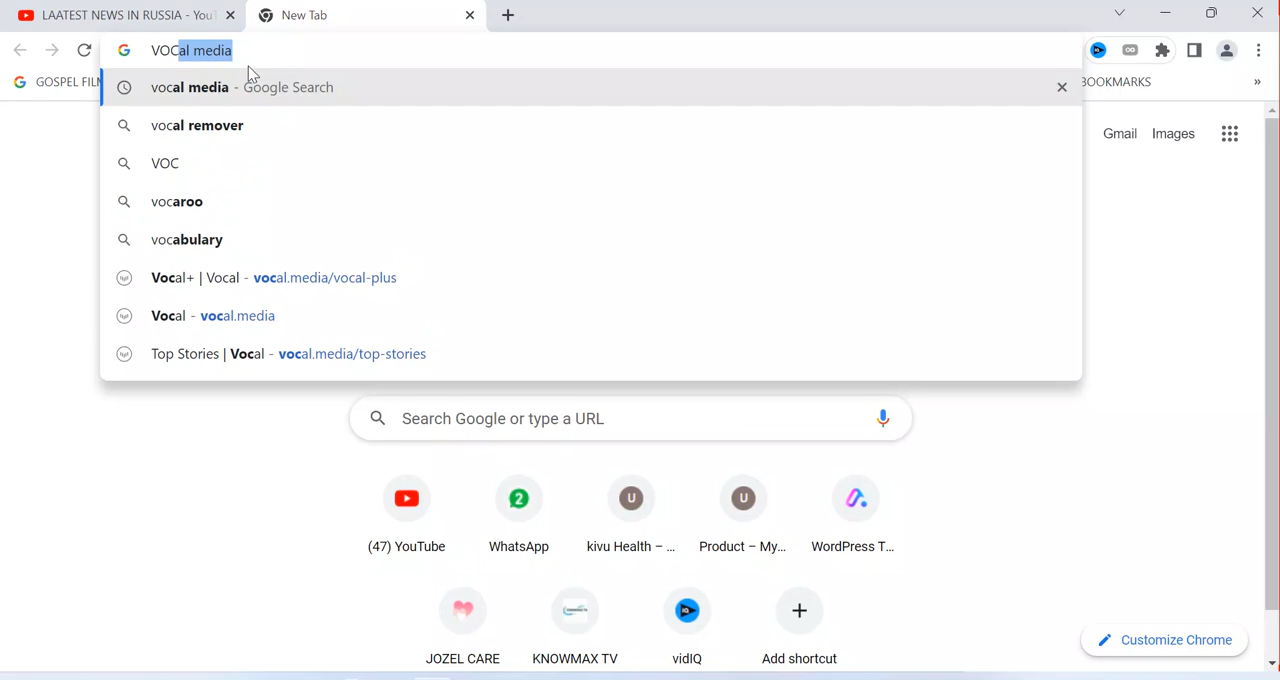 LAATEST NEWS IN RUSSIA - You
New Tab
VOCal media
GOSPEL FILM
BOOKMARKS
»
vocal media - Google Search
vocal remover
VOC
vocaroo
vocabulary
Vocal+ | Vocal - vocal.media/vocal-plus
Vocal - vocal.media
Top Stories | Vocal - vocal.media/top-stories
Gmail Images
Search Google or type a URL
2 U U
(47) YouTube WhatsApp kivu Health – ... Product – My... WordPress T...
JOZEL CARE KNOWMAX TV vidIQ Add shortcut
Customize Chrome